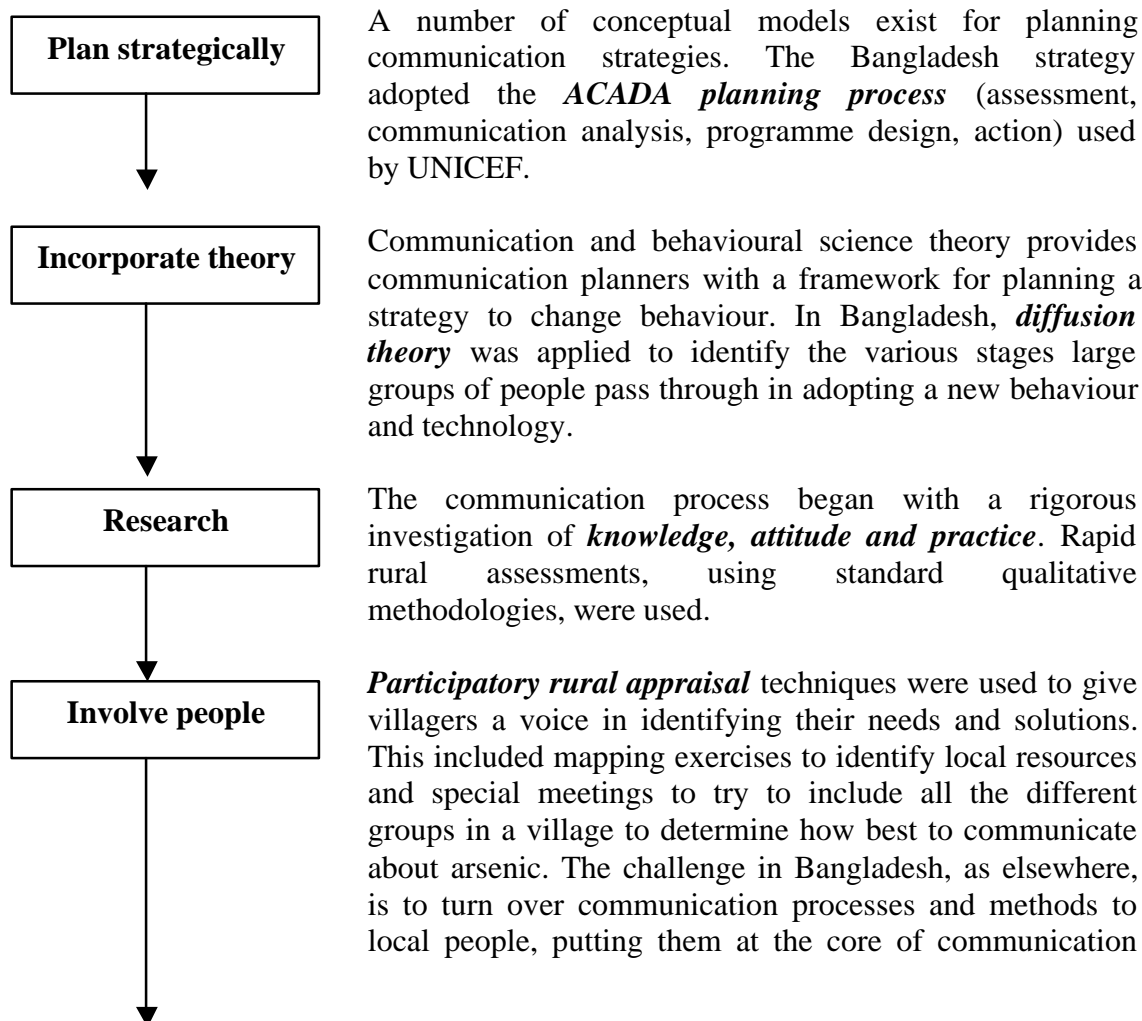 Plan strategically
A number of conceptual models exist for planning
communication strategies. The Bangladesh strategy
adopted the ACADA planning process (assessment,
communication analysis, programme design, action) used
by UNICEF.
Incorporate theory
Communication and behavioural science theory provides
communication planners with a framework for planning a
strategy to change behaviour. In Bangladesh, diffusion
theory was applied to identify the various stages large
groups of people pass through in adopting a new behaviour
and technology.
Research
The communication process began with a rigorous
investigation of knowledge, attitude and practice. Rapid
rural assessments, using standard qualitative
methodologies, were used.
Involve people
Participatory rural appraisal techniques were used to give
villagers a voice in identifying their needs and solutions.
This included mapping exercises to identify local resources
and special meetings to try to include all the different
groups in a village to determine how best to communicate
about arsenic. The challenge in Bangladesh, as elsewhere,
is to turn over communication processes and methods to
local people, putting them at the core of communication